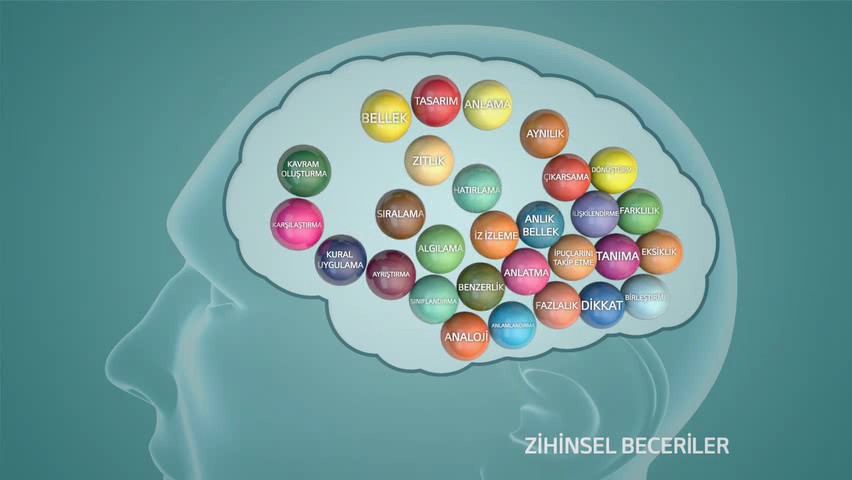 BELLEK
TASARIM
ANLAMA
AYNILIK
KAVRAM
OLUŞTURMA
ZITLIK
HATIRLAMA
ÇIKARSAMA
DÖNÜŞTÜRM
KARŞILAŞTIRMA
SIRALAMA
İZ İZLEME
ANLIK
BELLEK
İLİŞKİLENDİRME
FARKLILIK
KURAL
UYGULAMA
AYRIŞTIRMA
ALGILAMA
ANLATMA
İPUÇLARINI
TAKİP ETME
TANIMA
EKSİKLİK
SINIFLANDIRMA
BENZERLİK
FAZLALIK
DİKKAT
BİRLEŞTİRM
ANALOJİ
ANLAMLANDIRMA
ZİHİNSEL BECERİLER